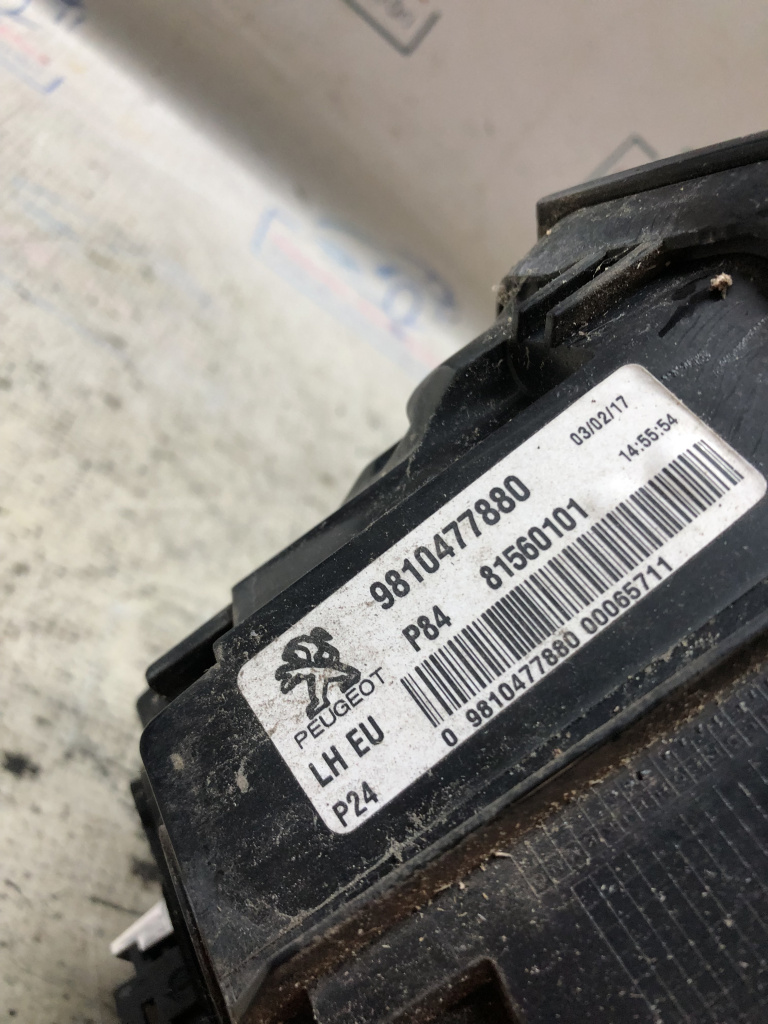 9810477880
03/02/17
P84 81560101
14:55:54
PEUGEOT
LH EU
P24
0 9810477880 00065711